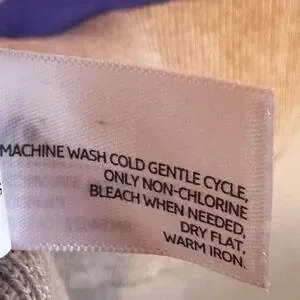 MACHINE WASH COLD GENTLE CYCLE,
ONLY NON-CHLORINE
BLEACH WHEN NEEDED,
DRY FLAT,
WARM IRON.